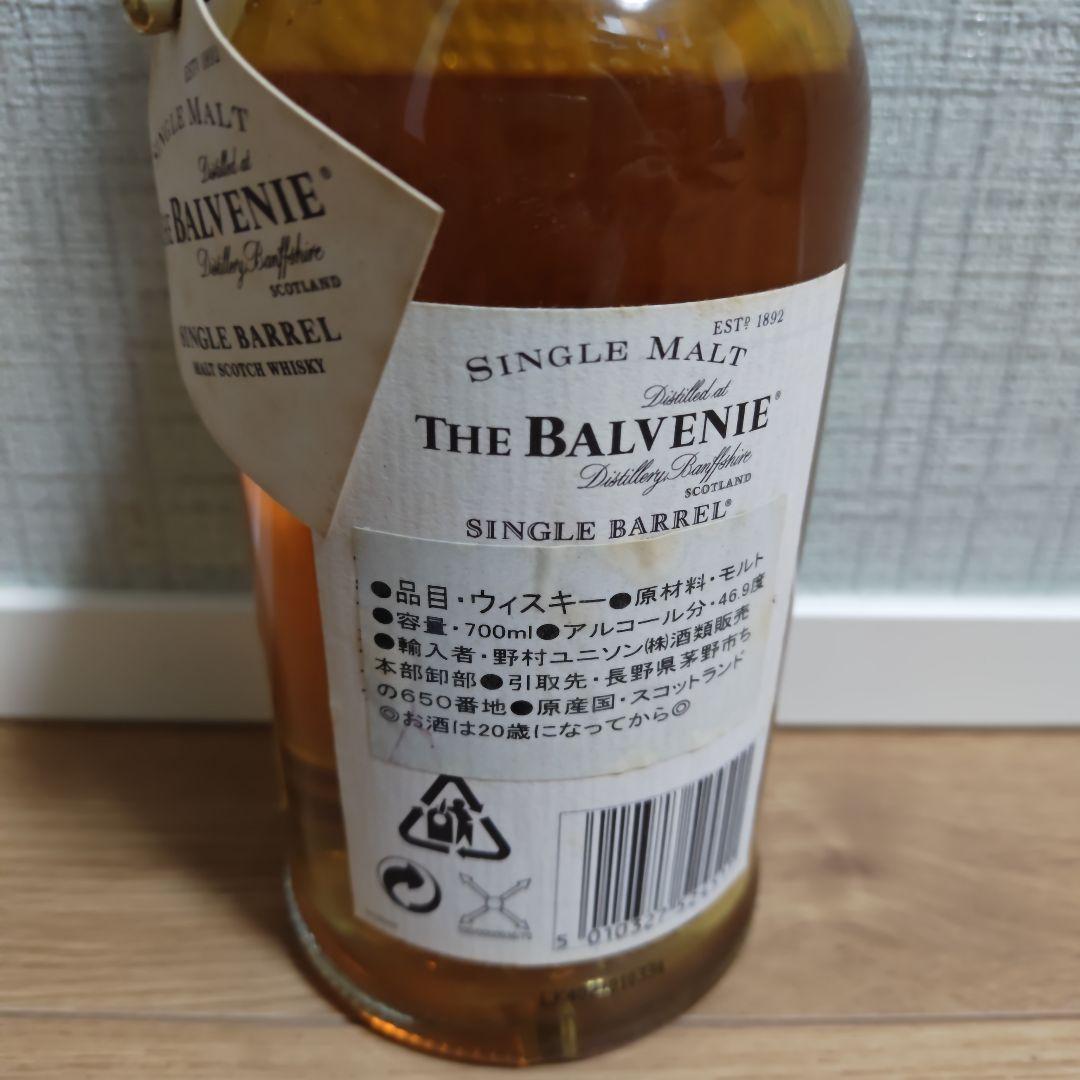 ESTD 1892
SINGLE MALT
Distilled at
THE BALVENIE®
Distillery, Banffshire
SCOTLAND
SINGLE BARREL
MALT SCOTCH WHISKY
ESTD 1892
SINGLE MALT
Distilled at
THE BALVENIE®
Distillery, Banffshire
SCOTLAND
SINGLE BARREL®
●品目・ウィスキー●原材料・モルト
●容量・700ml●アルコール分・46.9度
●輸入者・野村ユニソン㈱酒類販売
本部卸部●引取先・長野県茅野市ち
の650番地●原産国・スコットランド
◎お酒は20歳になってから◎
5 010327